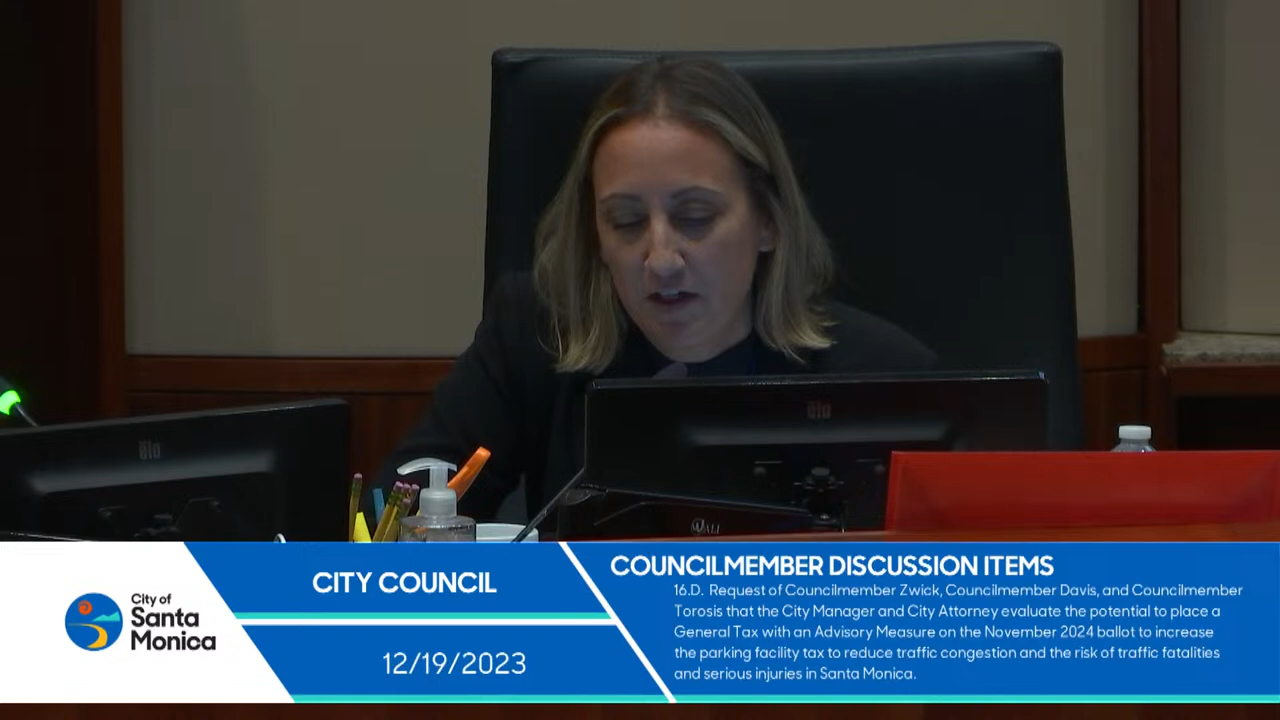 elo
elo
City of
Santa
Monica
CITY COUNCIL
12/19/2023
COUNCILMEMBER DISCUSSION ITEMS
16.D. Request of Councilmember Zwick, Councilmember Davis, and Councilmember
Torosis that the City Manager and City Attorney evaluate the potential to place a
General Tax with an Advisory Measure on the November 2024 ballot to increase
the parking facility tax to reduce traffic congestion and the risk of traffic fatalities
and serious injuries in Santa Monica.